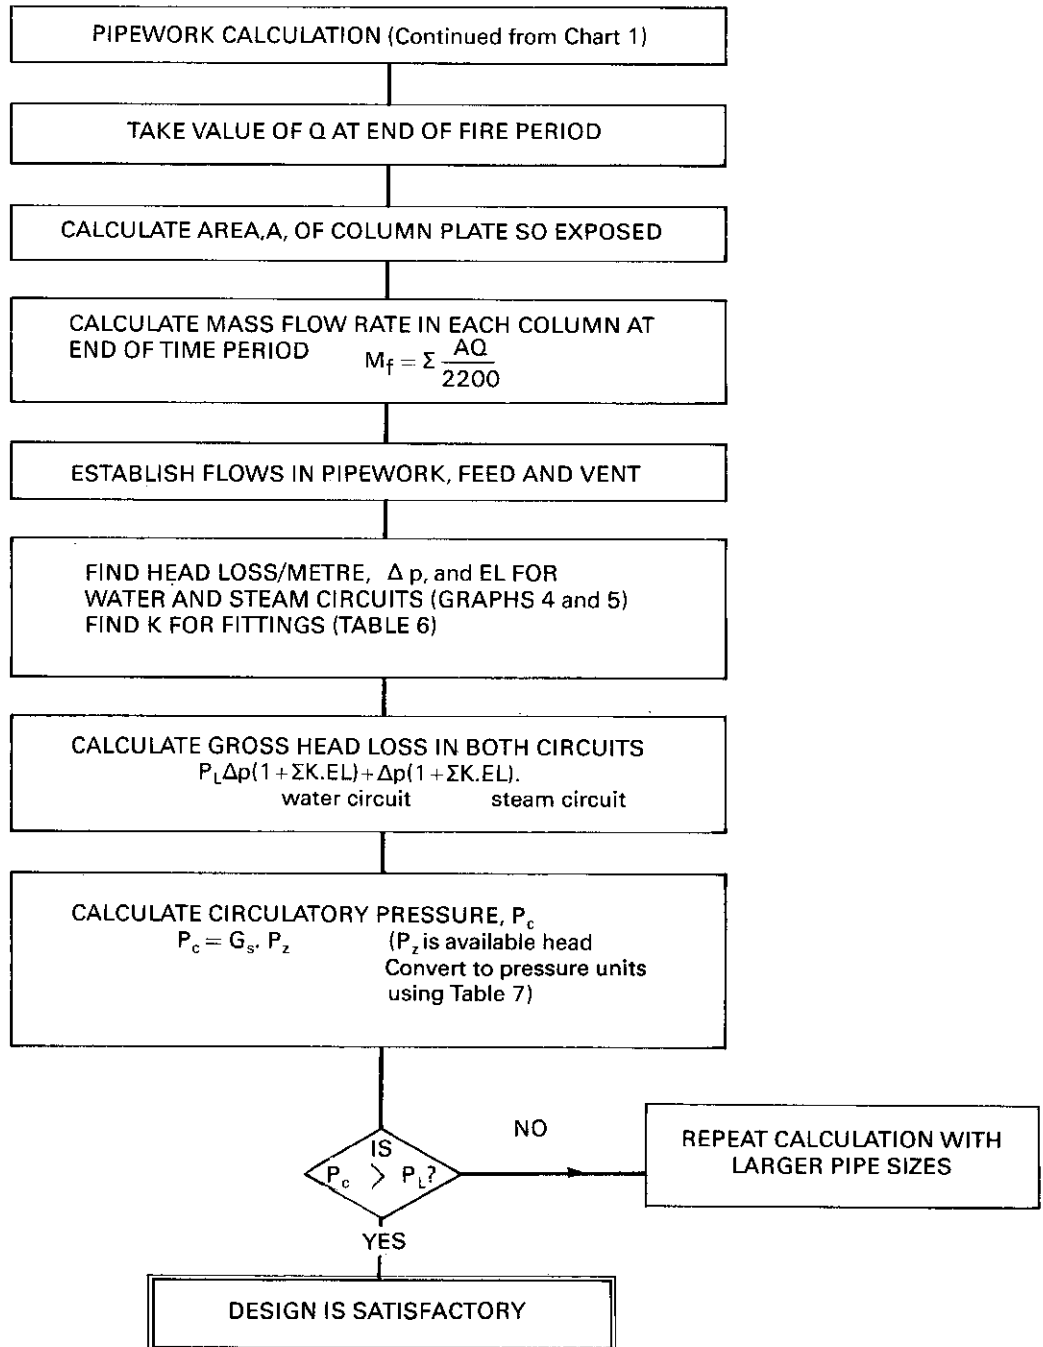 PIPEWORK CALCULATION (Continued from Chart 1)
TAKE VALUE OF Q AT END OF FIRE PERIOD
CALCULATE AREA,A, OF COLUMN PLATE SO EXPOSED
CALCULATE MASS FLOW RATE IN EACH COLUMN AT
END OF TIME PERIOD M_f = Σ AQ/2200
ESTABLISH FLOWS IN PIPEWORK, FEED AND VENT
FIND HEAD LOSS/METRE, Δ p, and EL FOR
WATER AND STEAM CIRCUITS (GRAPHS 4 and 5)
FIND K FOR FITTINGS (TABLE 6)
CALCULATE GROSS HEAD LOSS IN BOTH CIRCUITS
P_LΔp(1+ΣK.EL)+Δp(1+ΣK.EL).
water circuit steam circuit
CALCULATE CIRCULATORY PRESSURE, P_c
P_c = G_s. P_z (P_z is available head
Convert to pressure units
using Table 7)
IS
P_c > P_L?
NO
REPEAT CALCULATION WITH
LARGER PIPE SIZES
YES
DESIGN IS SATISFACTORY